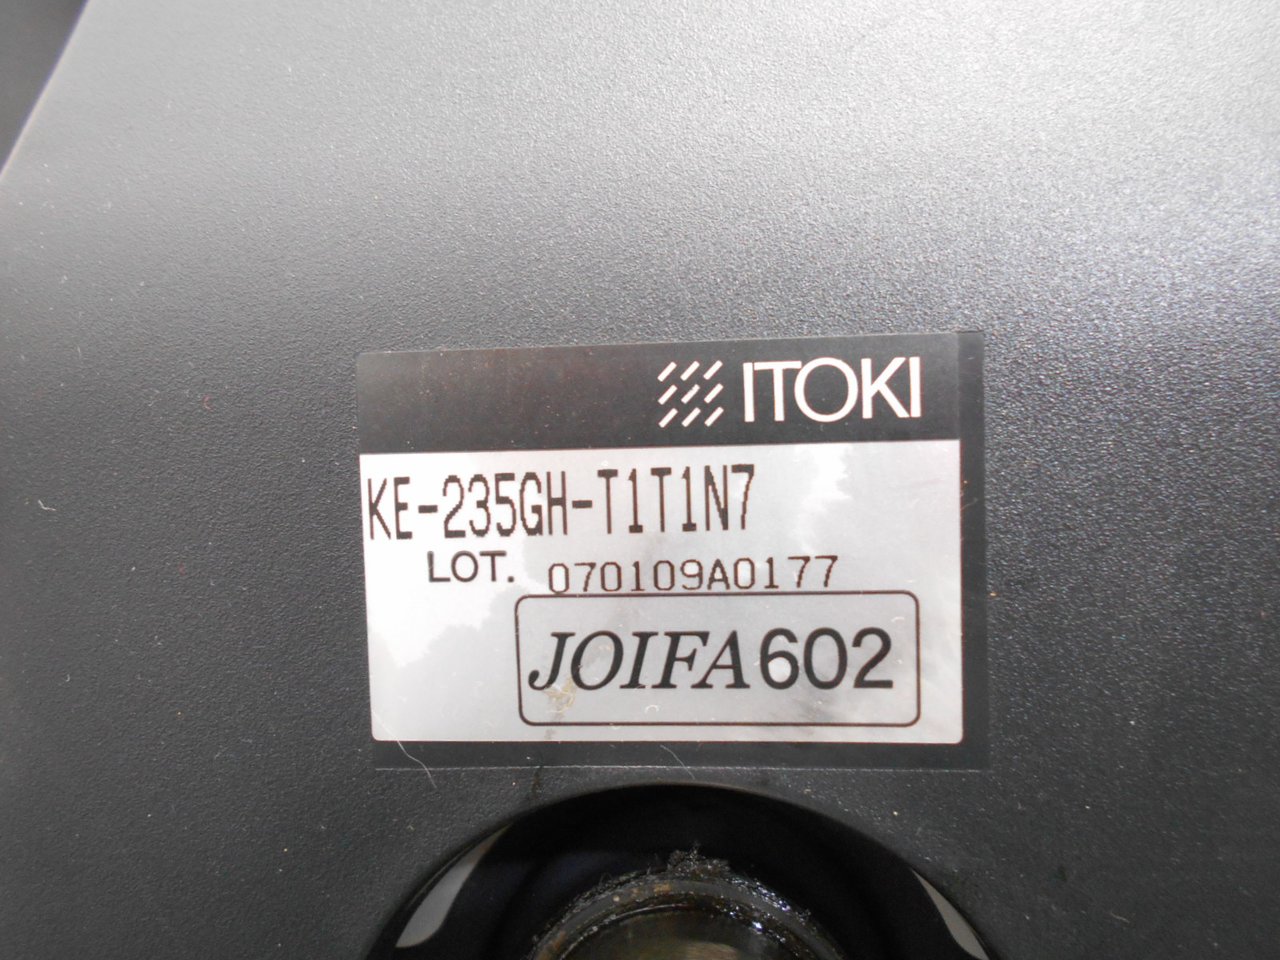 ITOKI
KE-235GH-T1T1N7
LOT. 070109A0177
JOIFA602